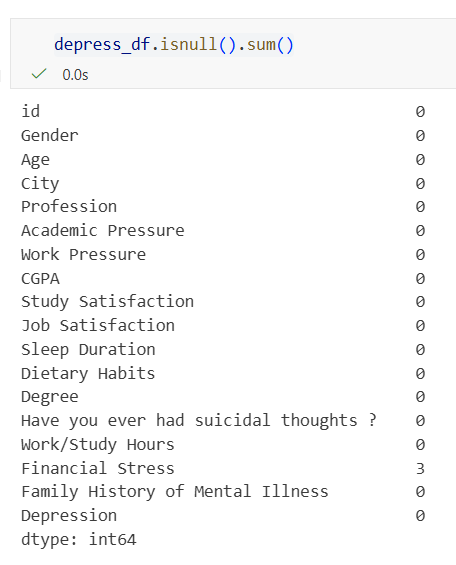 depress_df.isnull().sum()
0.0s
id 0
Gender 0
Age 0
City 0
Profession 0
Academic Pressure 0
Work Pressure 0
CGPA 0
Study Satisfaction 0
Job Satisfaction 0
Sleep Duration 0
Dietary Habits 0
Degree 0
Have you ever had suicidal thoughts ? 0
Work/Study Hours 0
Financial Stress 3
Family History of Mental Illness 0
Depression 0
dtype: int64